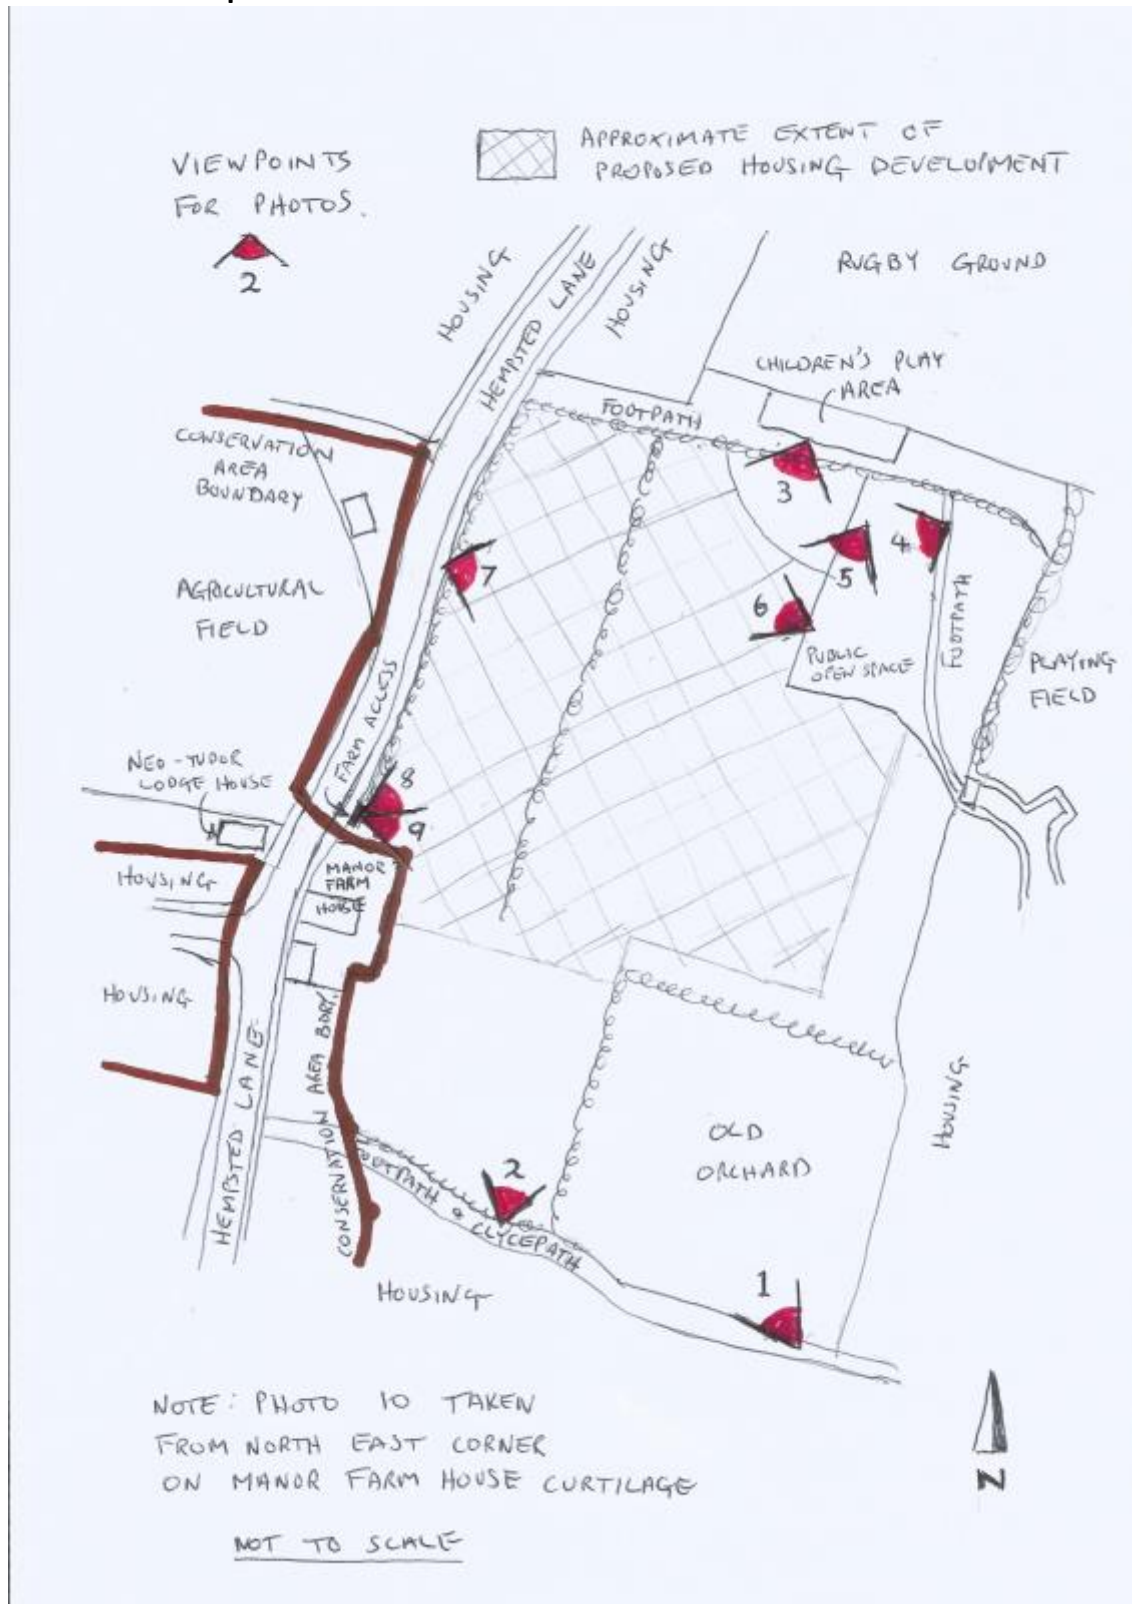 VIEWPOINTS
FOR PHOTOS.
2
APPROXIMATE EXTENT OF
PROPOSED HOUSING DEVELOPMENT
HOUSING
HEMPSTED LANE
HOUSING
RUGBY GROUND
CHILDREN'S PLAY
AREA
FOOTPATH
CONSERVATION
AREA
BOUNDARY
3
4
5
6
7
AGRICULTURAL
FIELD
PUBLIC
OPEN SPACE
FOOTPATH
PLAYING
FIELD
FARM ACCESS
NEO-TUDOR
LODGE HOUSE
8
9
HOUSING
MANOR
FARM
HOUSE
HOUSING
HEMPSTED LANE
CONSERVATION AREA BDRY.
HOUSING
OLD
ORCHARD
2
FOOTPATH & CLYCEPATH
1
HOUSING
NOTE: PHOTO 10 TAKEN
FROM NORTH EAST CORNER
ON MANOR FARM HOUSE CURTILAGE
NOT TO SCALE
N